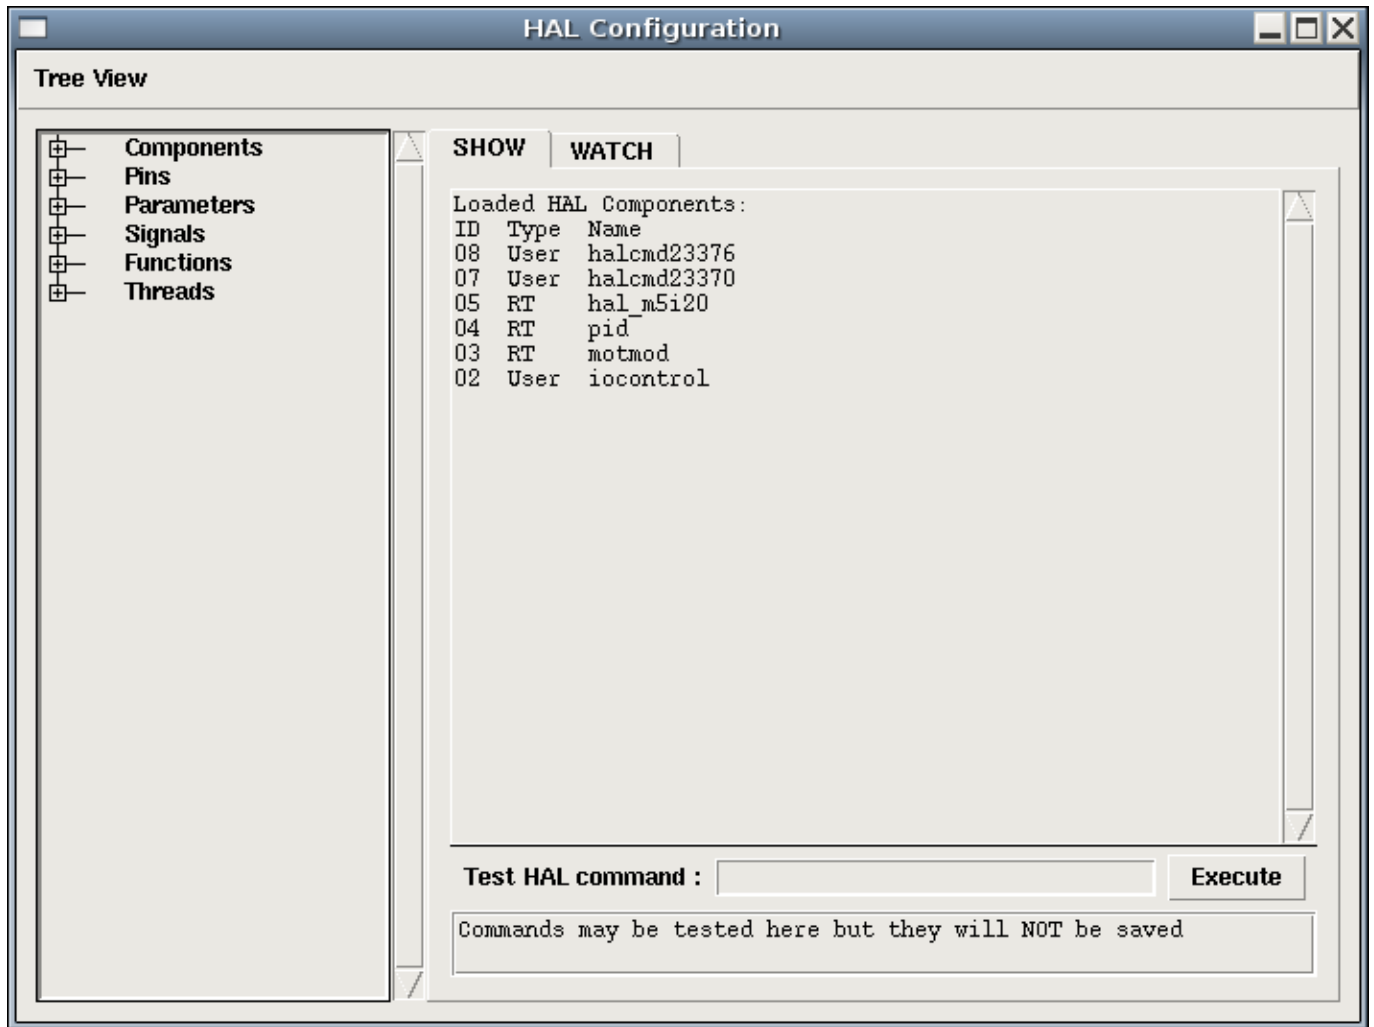 HAL Configuration
Tree View
Components
Pins
Parameters
Signals
Functions
Threads
SHOW WATCH
Loaded HAL Components:
ID Type Name
08 User halcmd23376
07 User halcmd23370
05 RT hal_m5i20
04 RT pid
03 RT motmod
02 User iocontrol
Test HAL command :
Execute
Commands may be tested here but they will NOT be saved